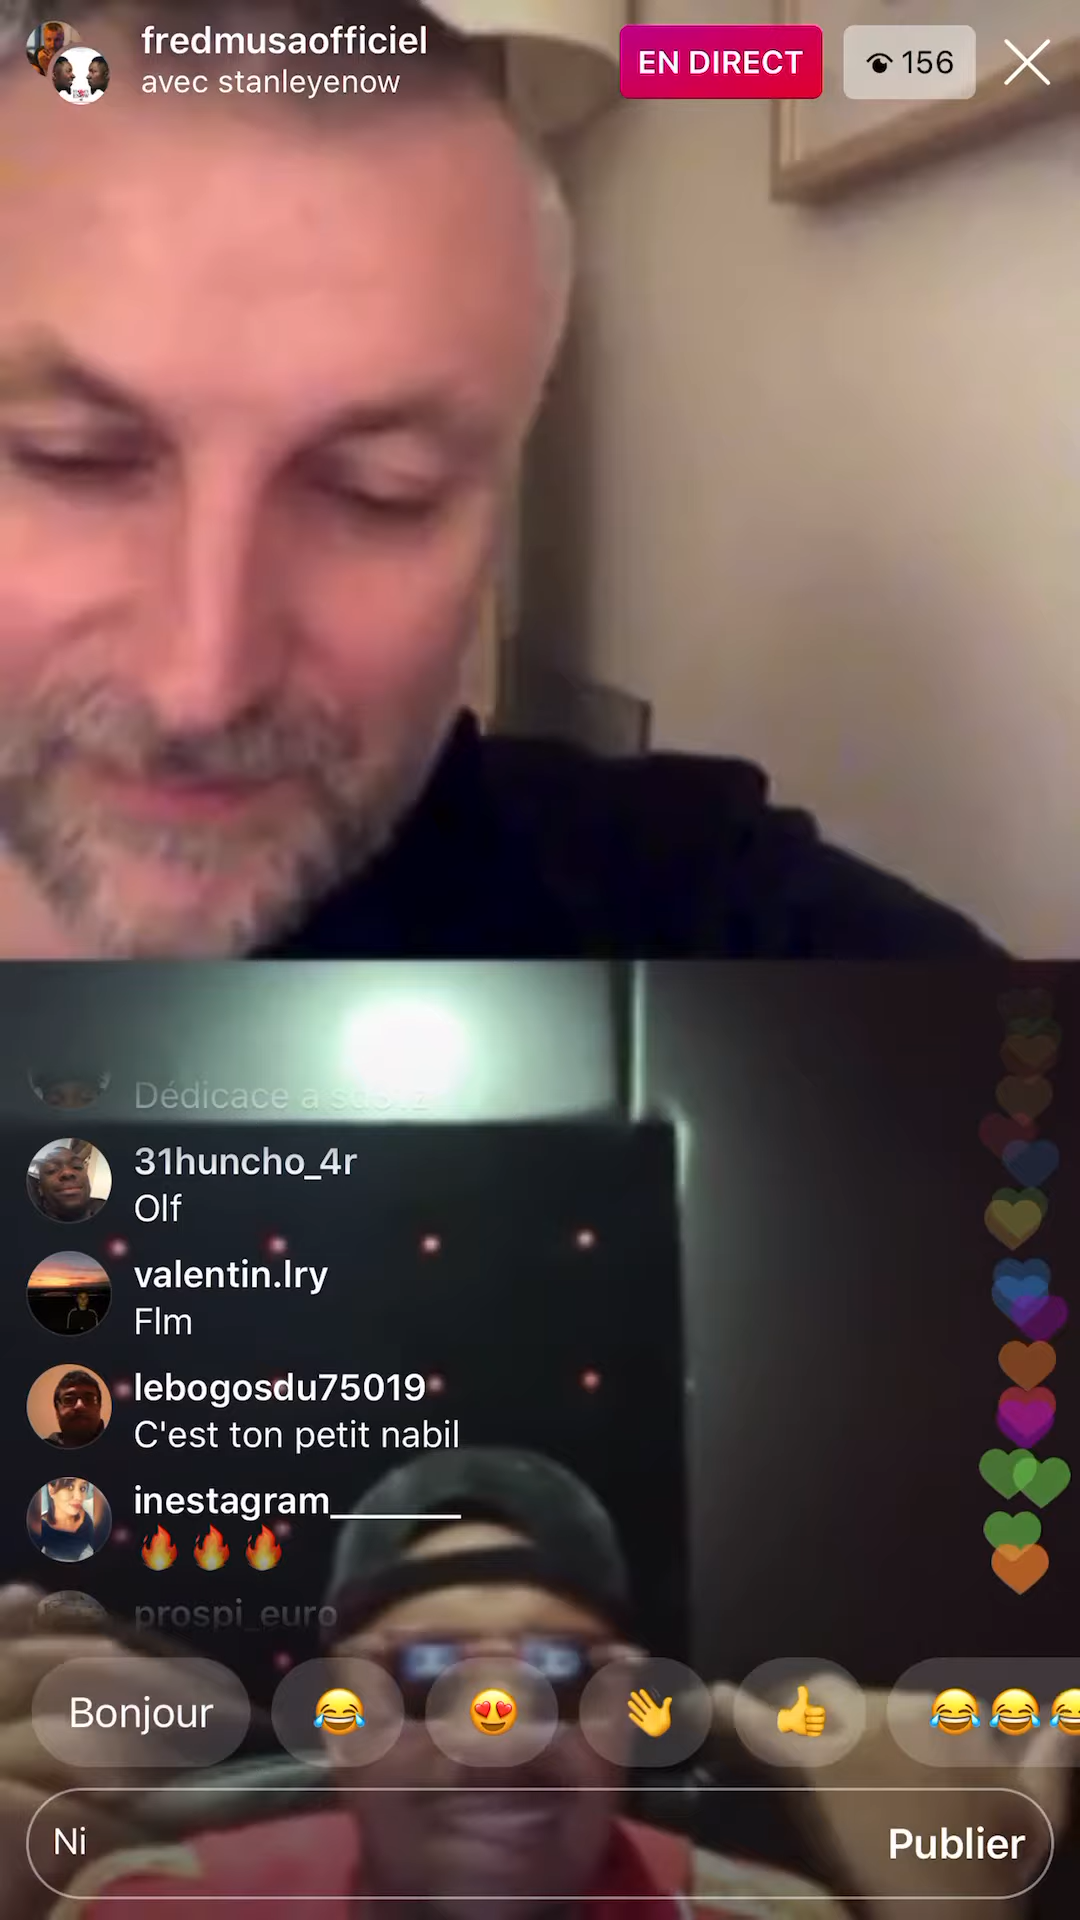 fredmusaofficiel
avec stanleyenow
EN DIRECT
156
Dédicace a
31huncho_4r
Olf
valentin.lry
Flm
lebogosdu75019
C'est ton petit nabil
inestagram_______
🔥🔥🔥
prospi_euro
Bonjour
😂
😍
👋
👍
😂😂😂
Ni
Publier